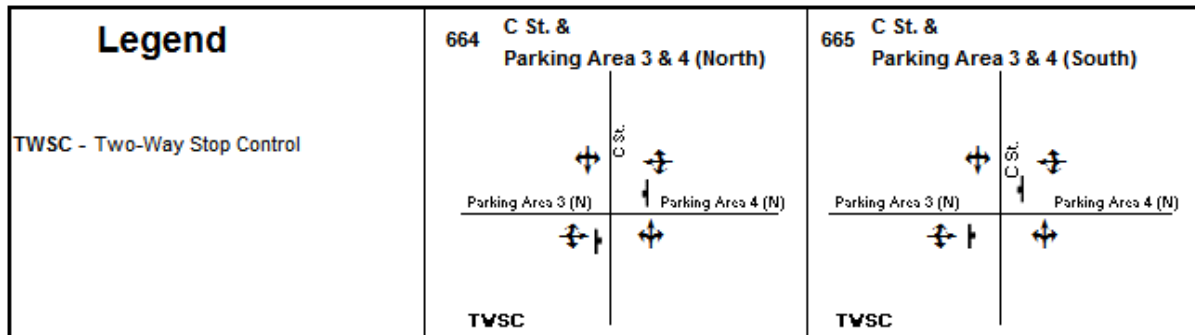 Legend
TWSC - Two-Way Stop Control
664 C St. &
Parking Area 3 & 4 (North)
C St.
Parking Area 3 (N)
Parking Area 4 (N)
TWSC
665 C St. &
Parking Area 3 & 4 (South)
C St.
Parking Area 3 (N)
Parking Area 4 (N)
TWSC